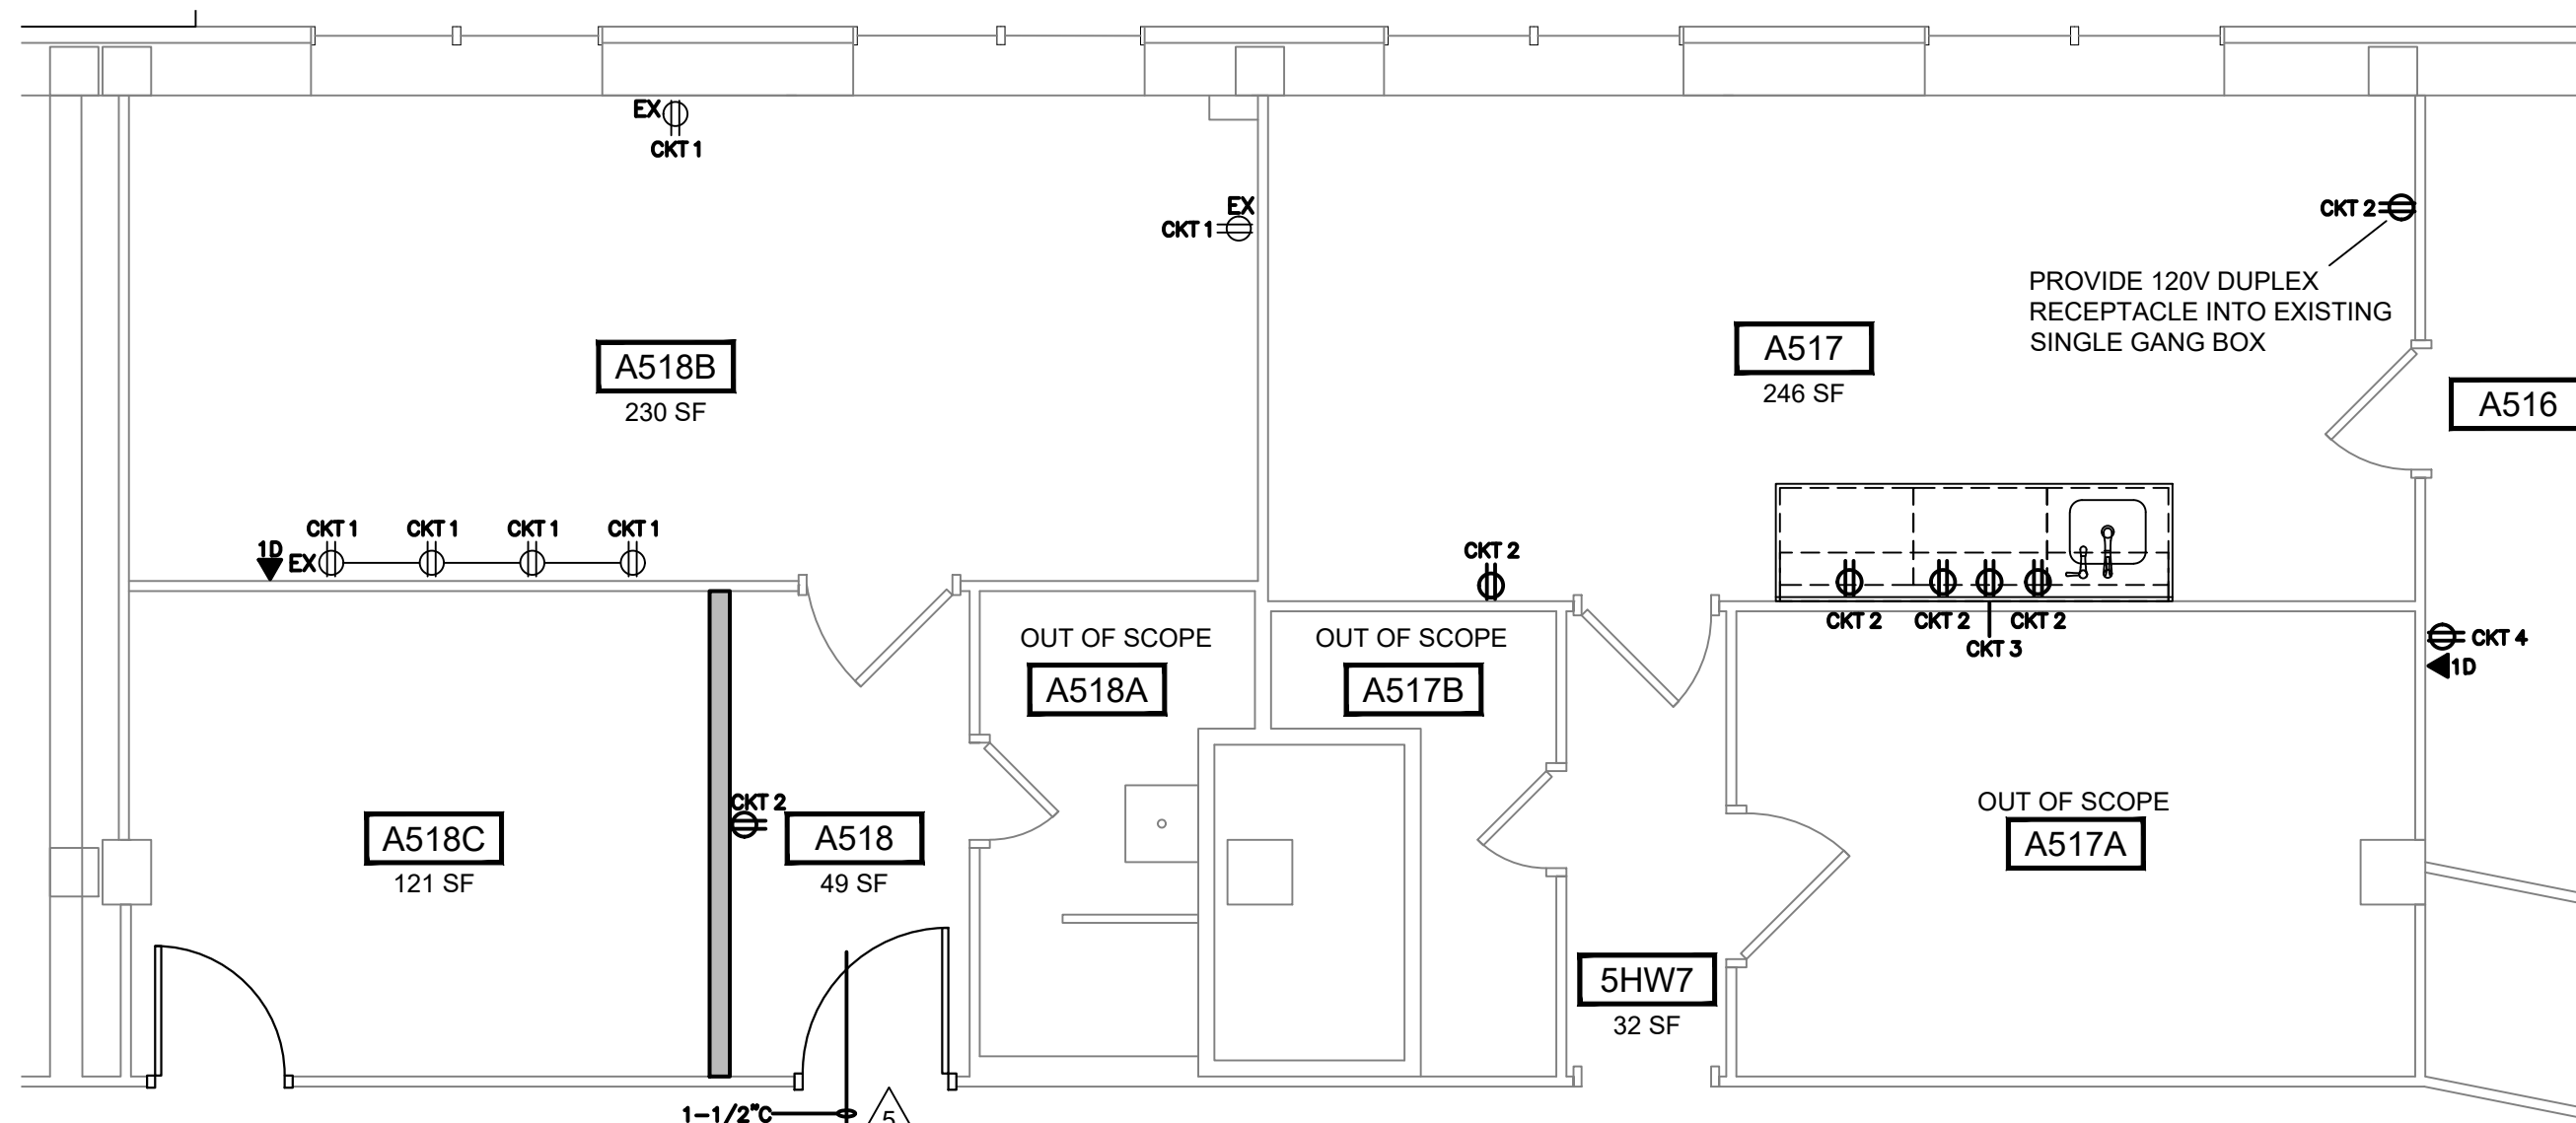 EX
CKT 1
EX
CKT 1
CKT 2
PROVIDE 120V DUPLEX
RECEPTACLE INTO EXISTING
SINGLE GANG BOX
A518B
230 SF
A517
246 SF
A516
CKT 1 CKT 1 CKT 1 CKT 1
1D EX
CKT 2
CKT 2 CKT 2 CKT 2
CKT 3
CKT 4
1D
OUT OF SCOPE
A518A
OUT OF SCOPE
A517B
CKT 2
A518C
121 SF
A518
49 SF
OUT OF SCOPE
A517A
5HW7
32 SF
1-1/2"C
5